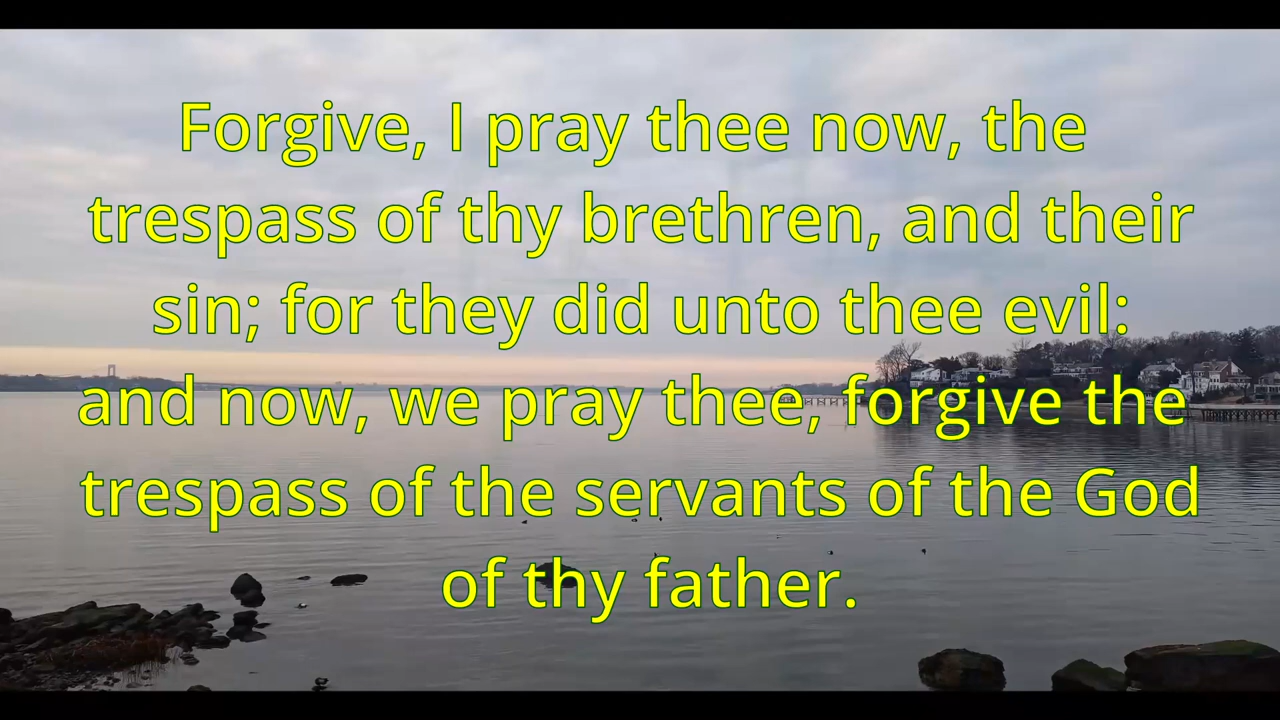 Forgive, I pray thee now, the
trespass of thy brethren, and their
sin; for they did unto thee evil:
and now, we pray thee, forgive the
trespass of the servants of the God
of thy father.